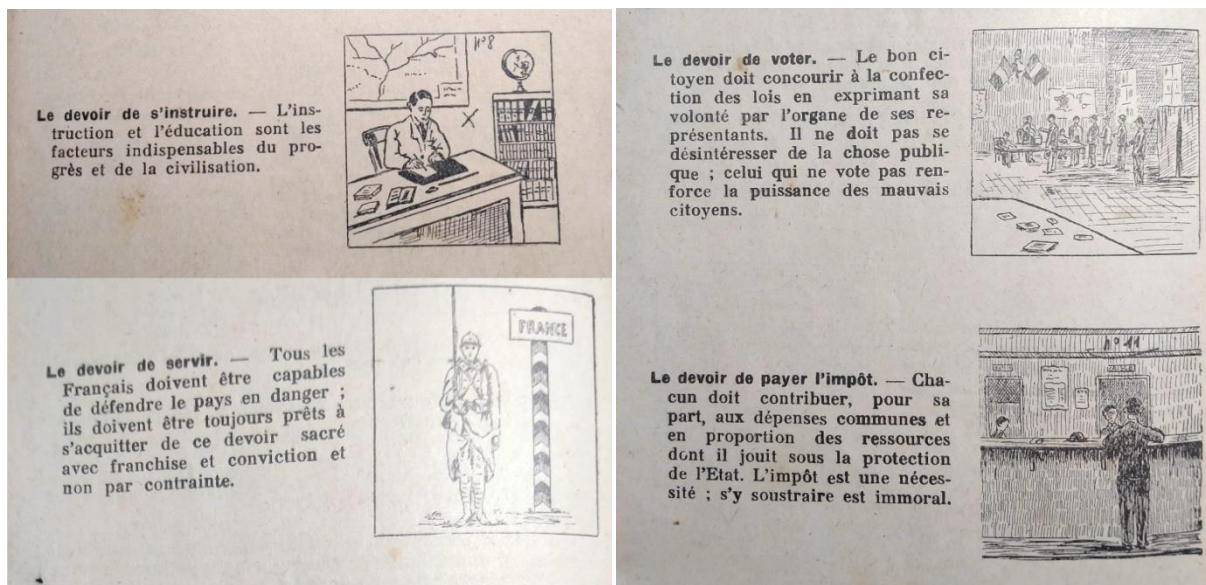 Le devoir de s'instruire. — L'ins-
truction et l'éducation sont les
facteurs indispensables du pro-
grès et de la civilisation.
N° 8
Le devoir de servir. — Tous les
Français doivent être capables
de défendre le pays en danger ;
ils doivent être toujours prêts à
s'acquitter de ce devoir sacré
avec franchise et conviction et
non par contrainte.
FRANCE
Le devoir de voter. — Le bon ci-
toyen doit concourir à la confec-
tion des lois en exprimant sa
volonté par l'organe de ses re-
présentants. Il ne doit pas se
désintéresser de la chose publi-
que ; celui qui ne vote pas ren-
force la puissance des mauvais
citoyens.
Le devoir de payer l'impôt. — Cha-
cun doit contribuer, pour sa
part, aux dépenses communes et
en proportion des ressources
dont il jouit sous la protection
de l'Etat. L'impôt est une néces-
sité ; s'y soustraire est immoral.
N° 11